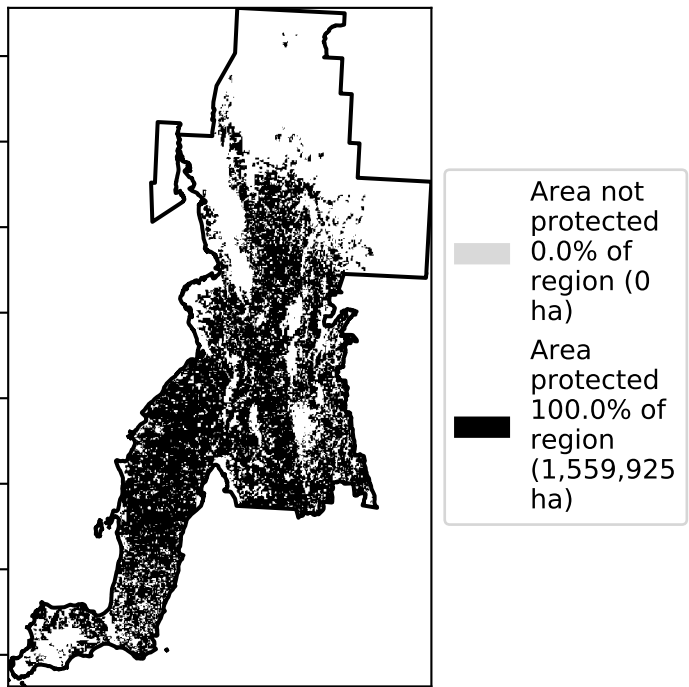 Area not
protected
0.0% of
region (0
ha)
Area
protected
100.0% of
region
(1,559,925
ha)